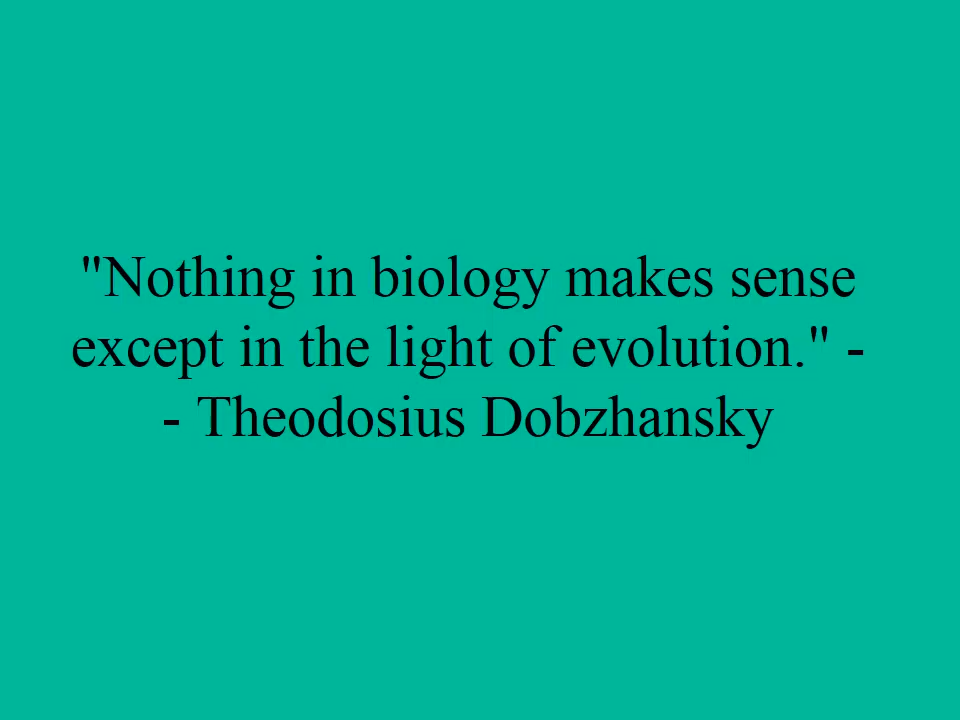 "Nothing in biology makes sense
except in the light of evolution." -
- Theodosius Dobzhansky